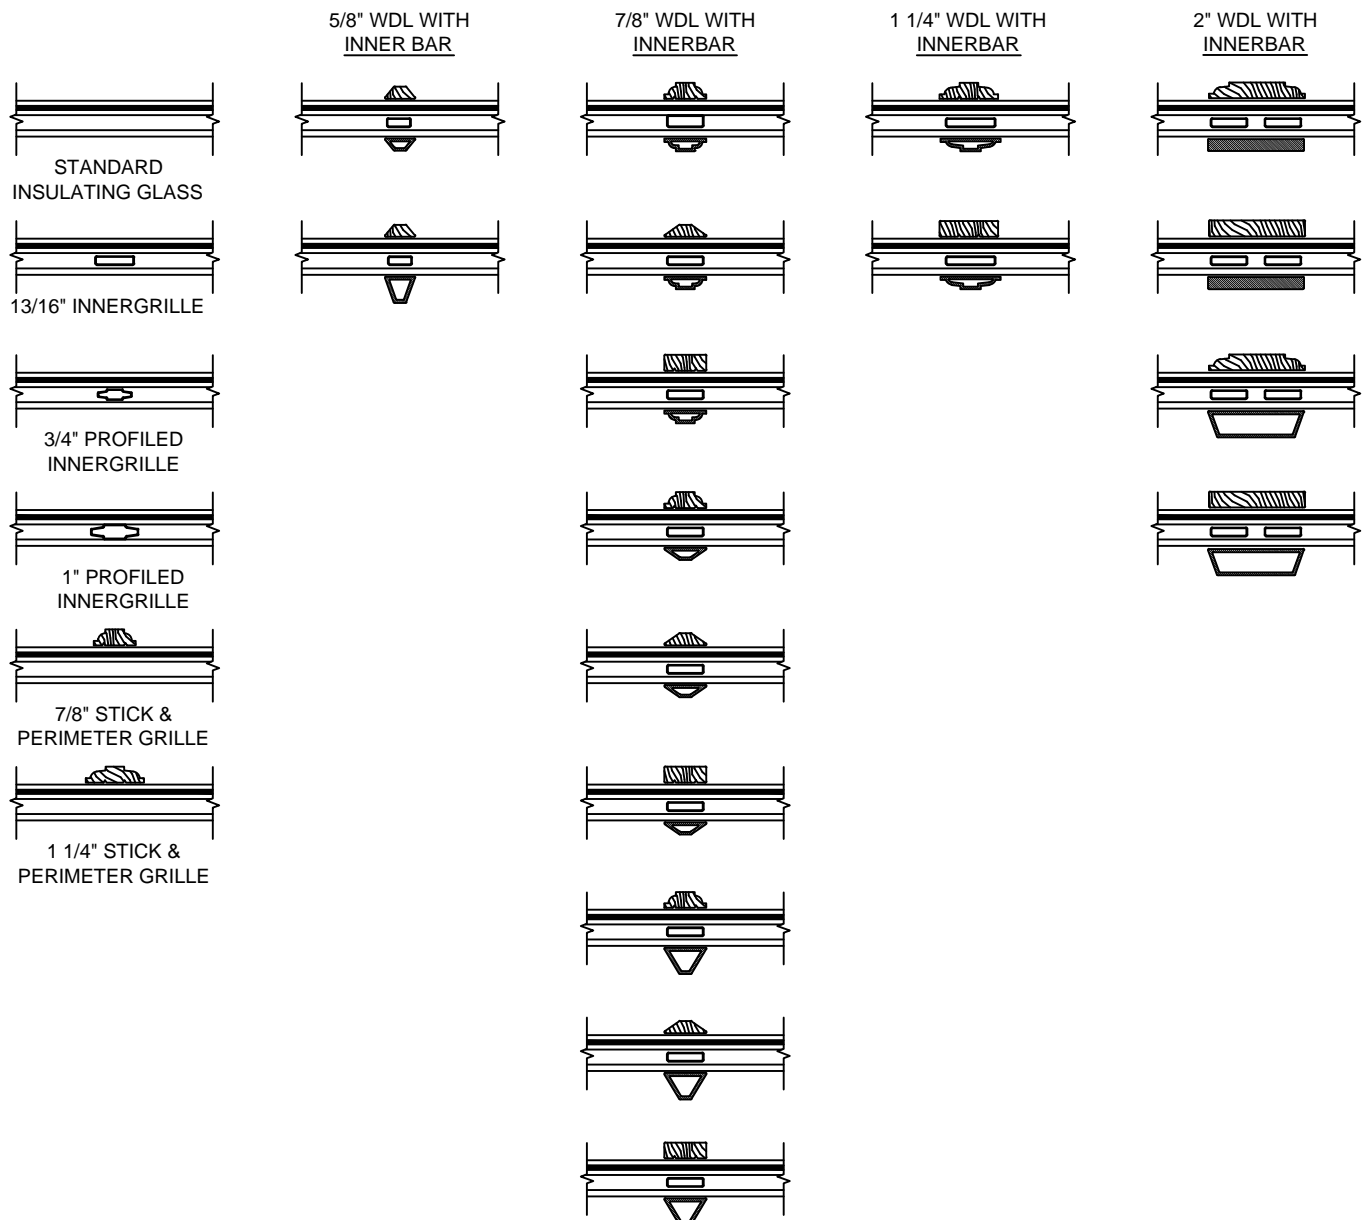 5/8" WDL WITH
INNER BAR
7/8" WDL WITH
INNERBAR
1 1/4" WDL WITH
INNERBAR
2" WDL WITH
INNERBAR
STANDARD
INSULATING GLASS
13/16" INNERGRILLE
3/4" PROFILED
INNERGRILLE
1" PROFILED
INNERGRILLE
7/8" STICK &
PERIMETER GRILLE
1 1/4" STICK &
PERIMETER GRILLE